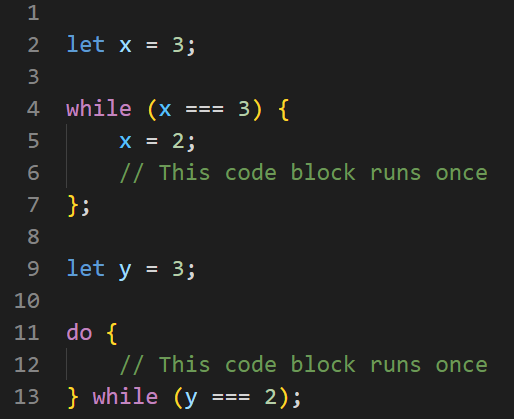 1
2 let x = 3;
3
4 while (x === 3) {
5     x = 2;
6     // This code block runs once
7 };
8
9 let y = 3;
10
11 do {
12     // This code block runs once
13 } while (y === 2);